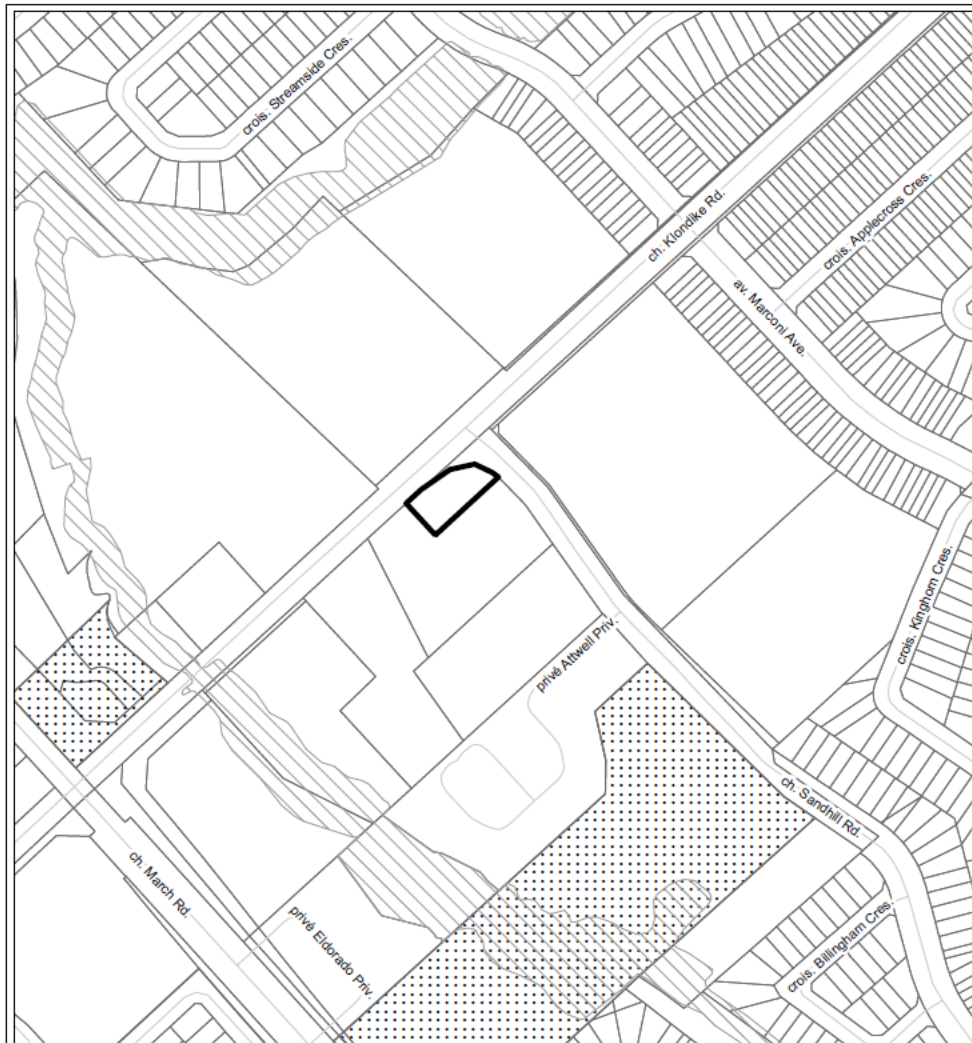 crois. Streamside Cres.
ch. Klondike Rd.
crois. Applecross Cres.
av. Marconi Ave.
crois. Kinghorn Cres.
privé Attwell Priv.
ch. Sandhill Rd.
ch. March Rd.
privé Eldorado Priv.
crois. Billingham Cres.